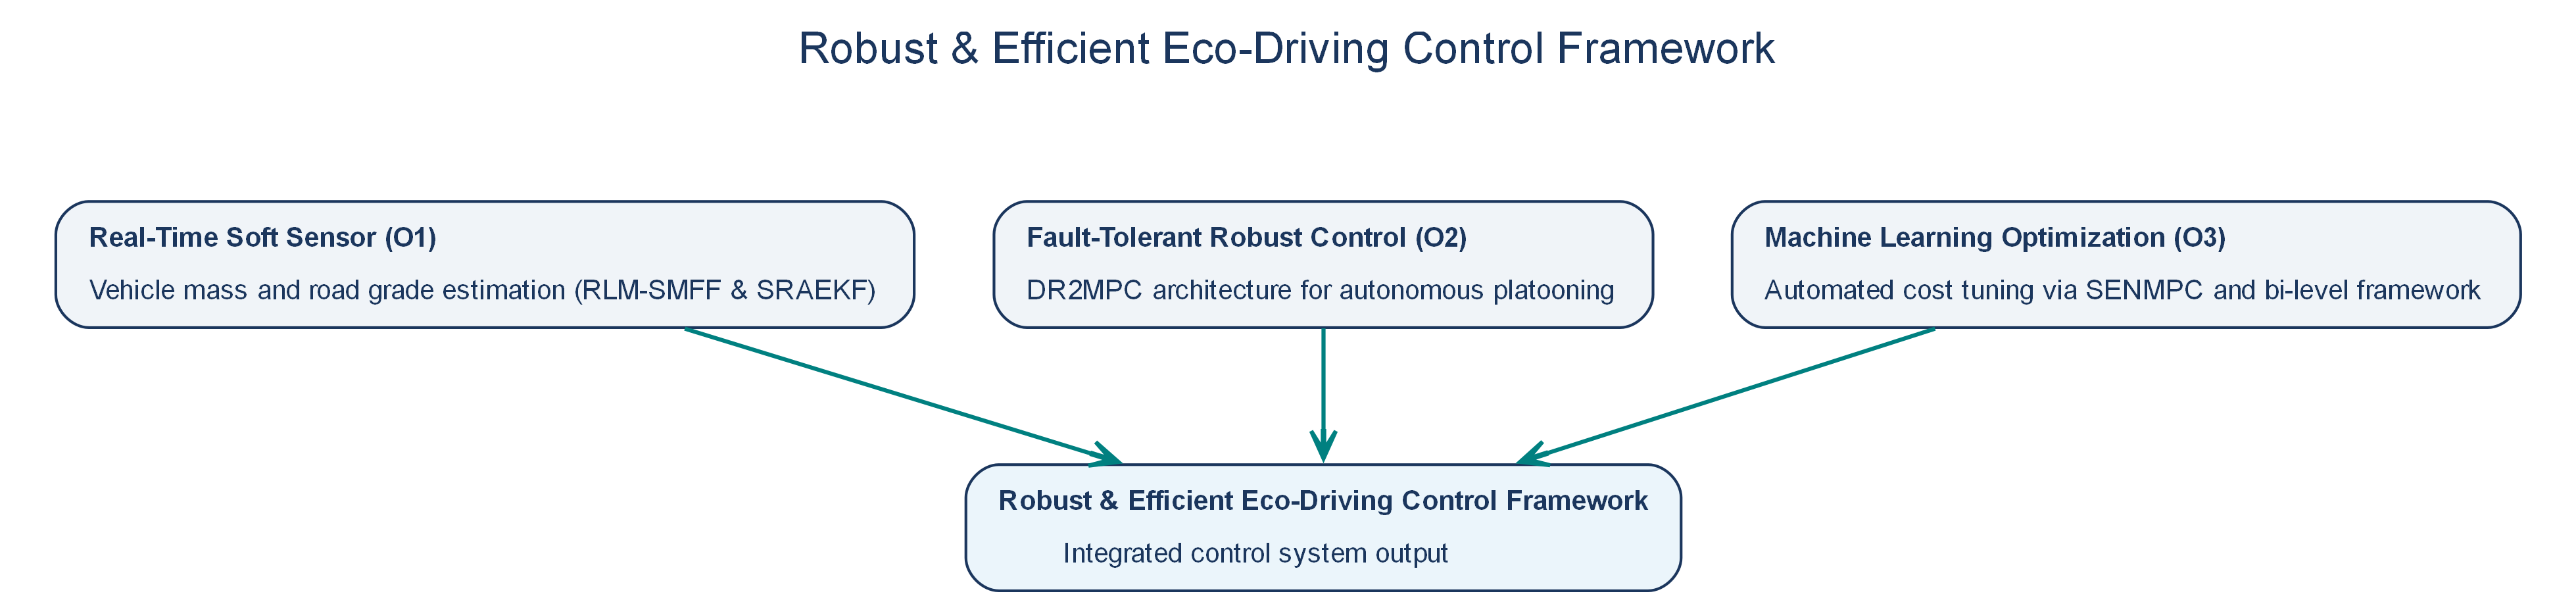 Robust & Efficient Eco-Driving Control Framework
Real-Time Soft Sensor (O1)
Vehicle mass and road grade estimation (RLM-SMFF & SRAEKF)
Fault-Tolerant Robust Control (O2)
DR2MPC architecture for autonomous platooning
Machine Learning Optimization (O3)
Automated cost tuning via SENMPC and bi-level framework
Robust & Efficient Eco-Driving Control Framework
Integrated control system output